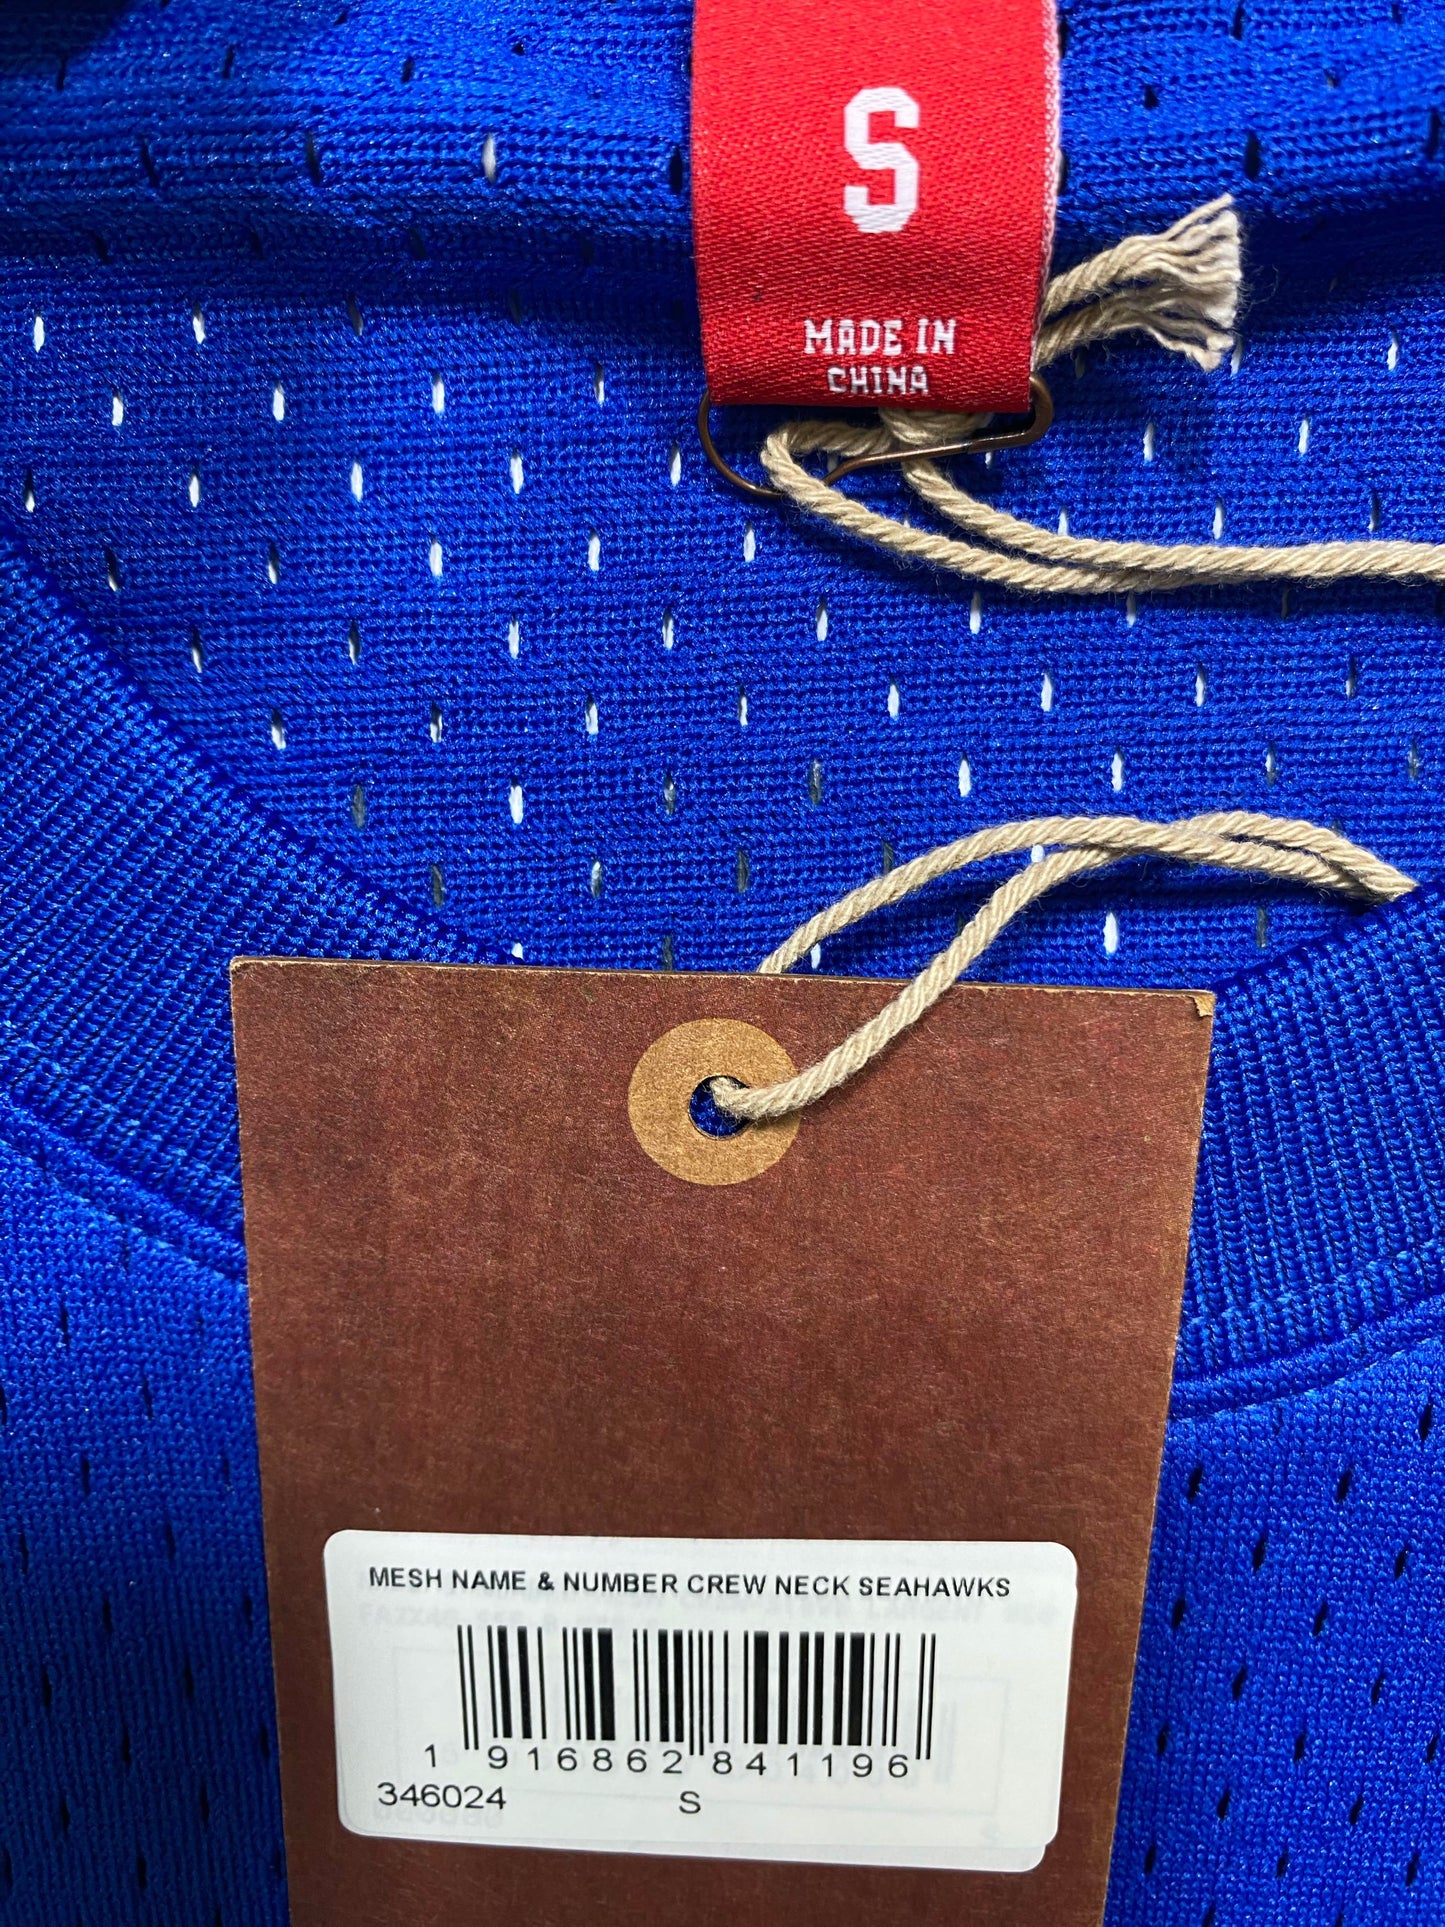 S
MADE IN
CHINA
MESH NAME & NUMBER CREW NECK SEAHAWKS
1 916862 841196
346024 S